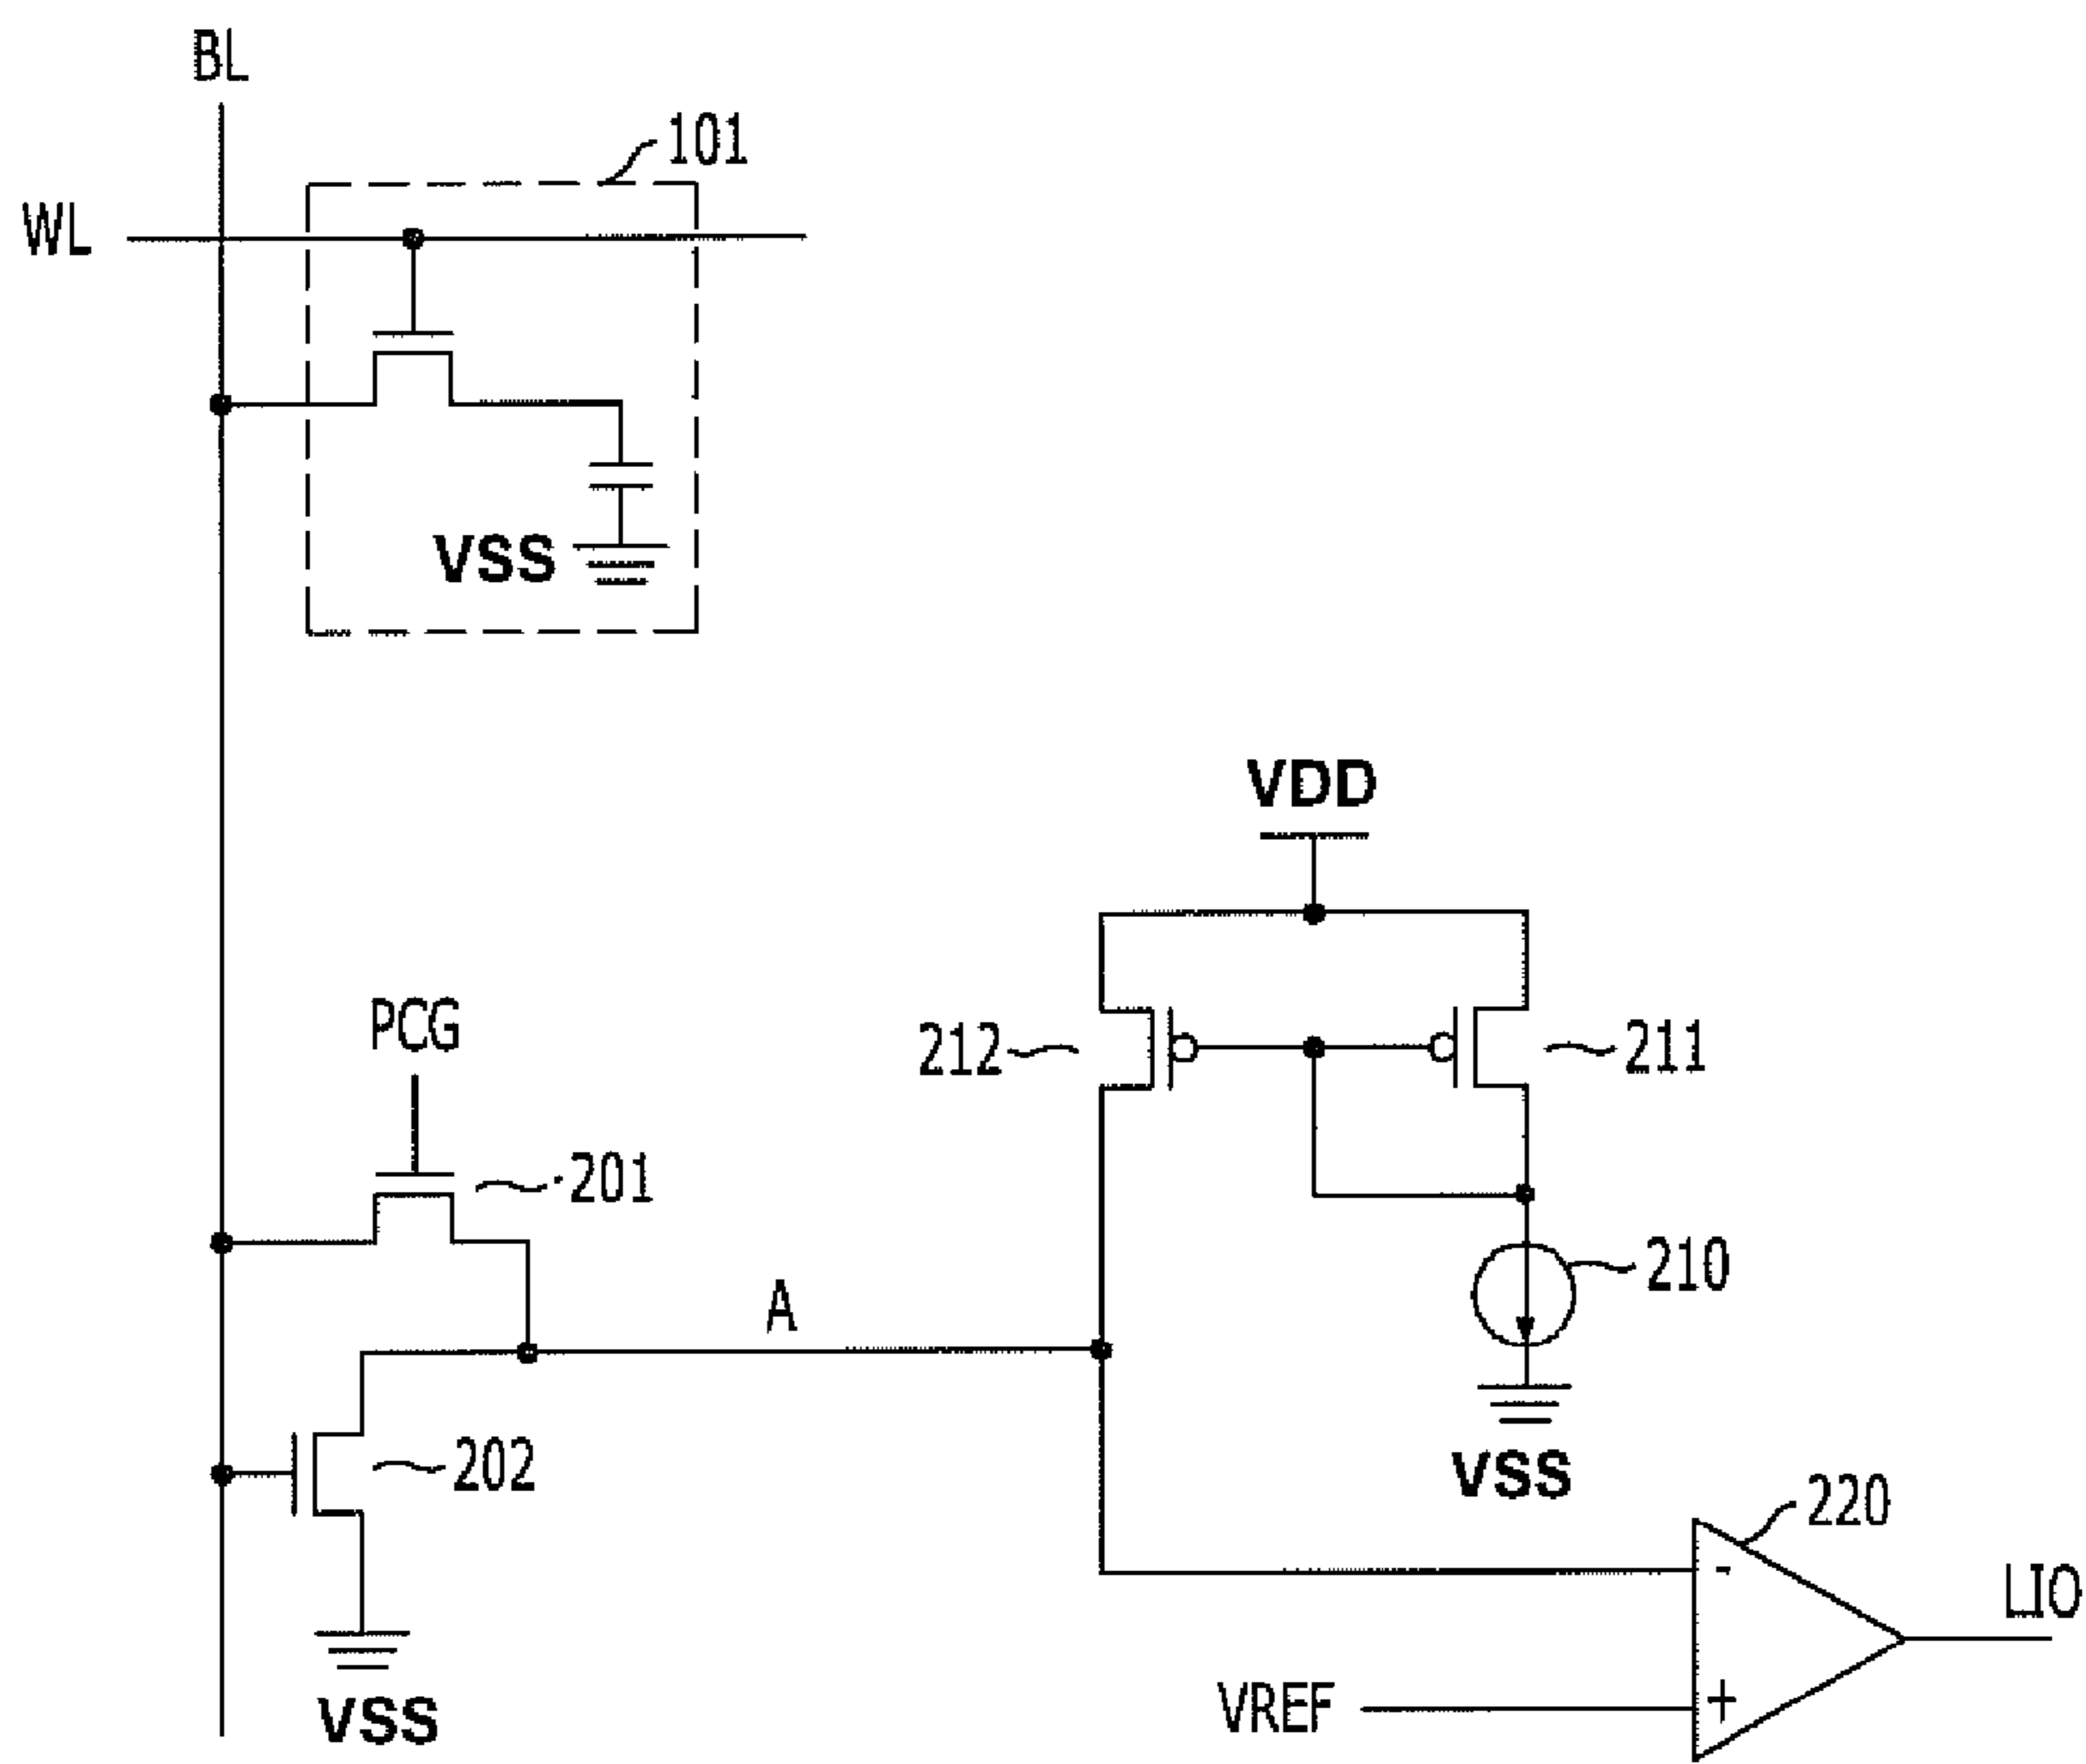 BL
101
WL
VSS
VDD
PCG
212
211
201
210
A
202
VSS
220
LIO
-
VREF
+
VSS